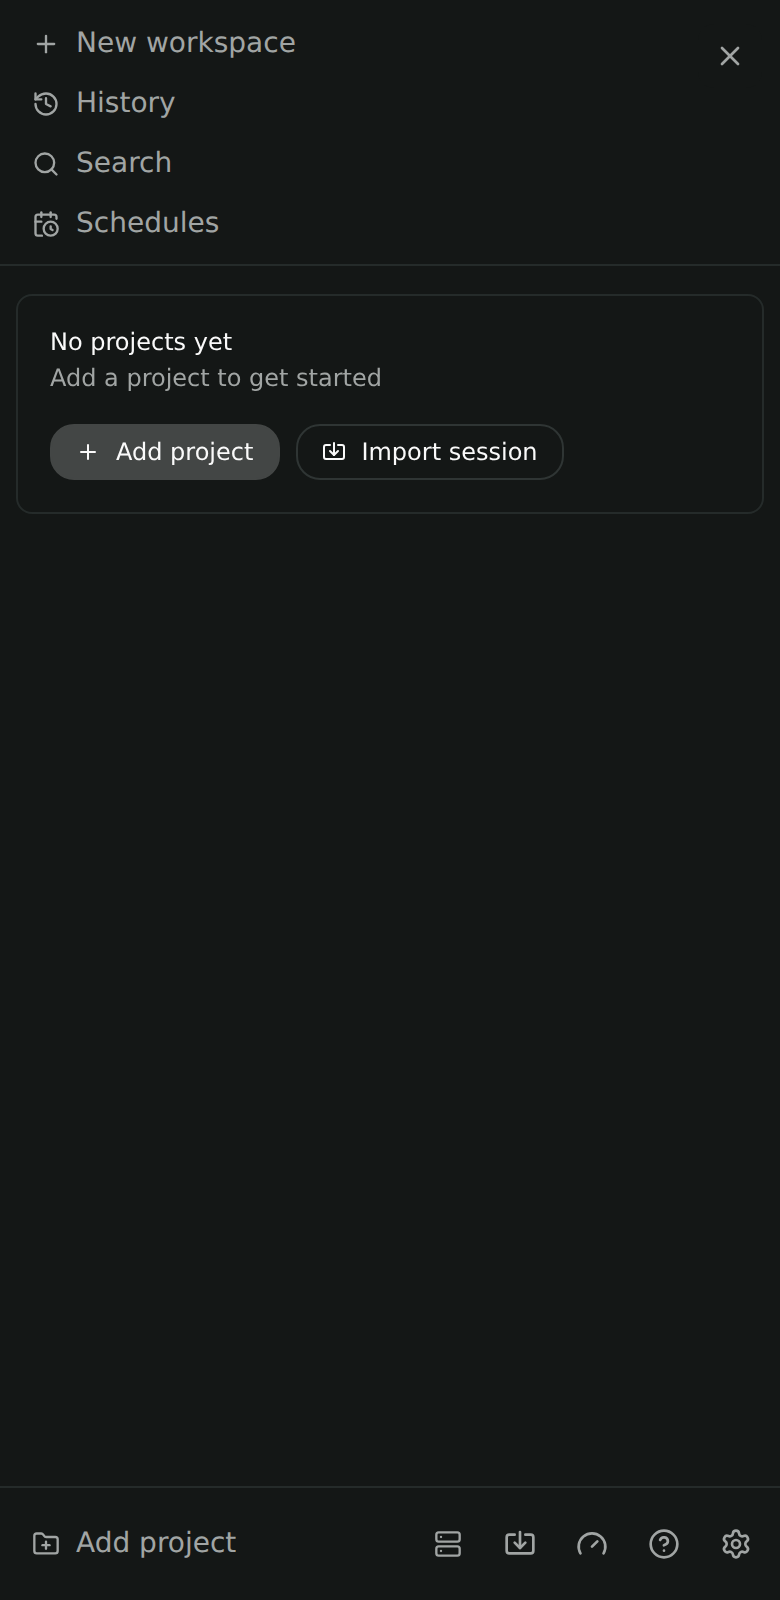 New workspace
History
Search
Schedules
No projects yet
Add a project to get started
Add project
Import session
Add project